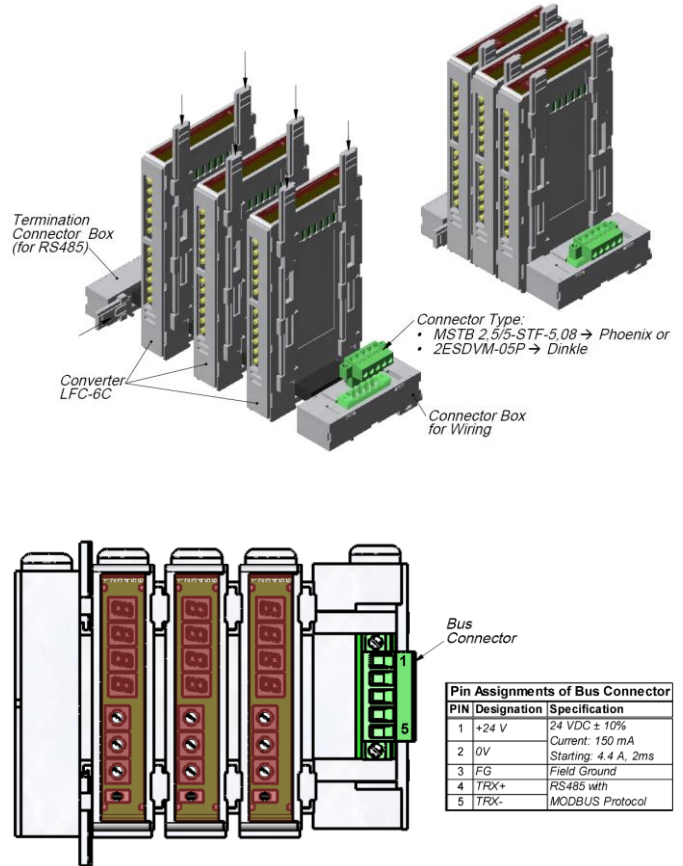 Termination
Connector Box
(for RS485)
Connector Type:
• MSTB 2,5/5-STF-5,08 → Phoenix or
• 2ESDVM-05P → Dinkle
Converter
LFC-6C
Connector Box
for Wiring
Bus
Connector
1
5
Pin Assignments of Bus Connector
PIN Designation Specification
1 +24 V 24 VDC ± 10%
Current: 150 mA
2 0V Starting: 4.4 A, 2ms
3 FG Field Ground
4 TRX+ RS485 with
5 TRX- MODBUS Protocol